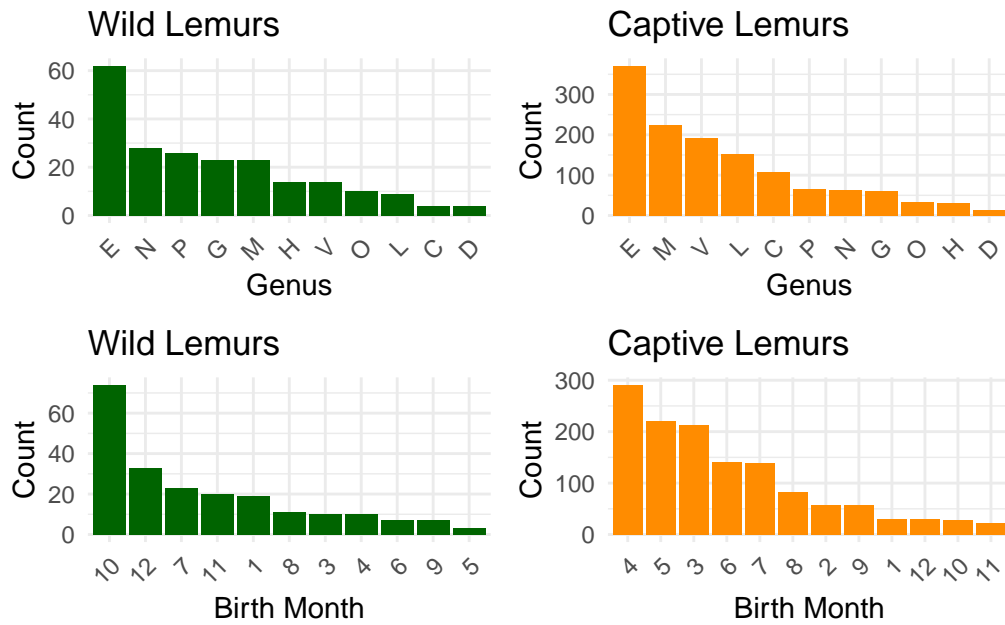 Wild Lemurs
Count
60
40
20
0
E N P G M H V O L C D
Genus
Captive Lemurs
Count
300
200
100
0
E M V L C P N G O H D
Genus
Wild Lemurs
Count
60
40
20
0
10 12 7 11 1 8 3 4 6 9 5
Birth Month
Captive Lemurs
Count
300
200
100
0
4 5 3 6 7 8 2 9 1 12 10 11
Birth Month